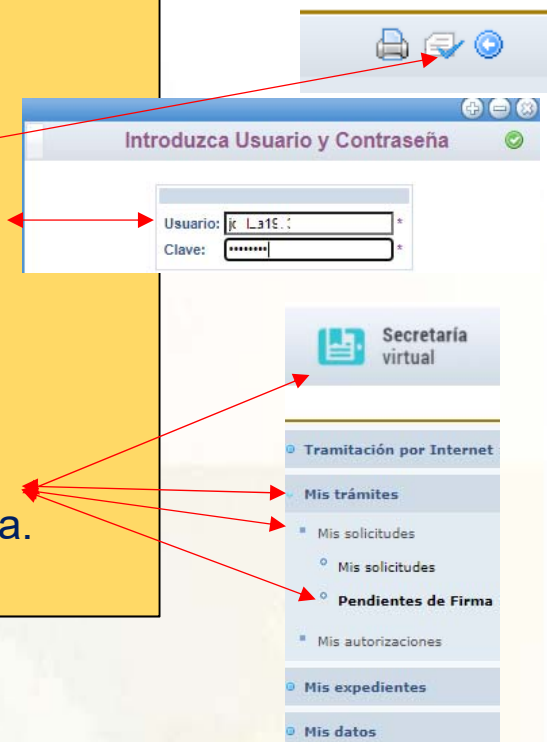 Introduzca Usuario y Contraseña
Usuario: *
Clave: •••••••• *
Secretaría
virtual
Tramitación por Internet
Mis trámites
a.
Mis solicitudes
Mis solicitudes
Pendientes de Firma
Mis autorizaciones
Mis expedientes
Mis datos